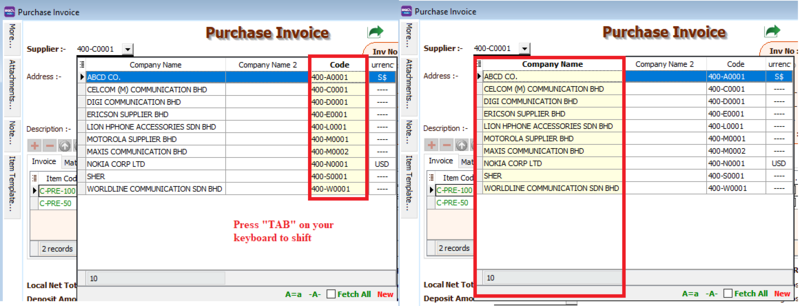 Purchase Invoice
Purchase Invoice
Supplier :- 400-C0001
Inv No
Company Name Company Name 2 Code urrenc
Address :- ABCD CO. 400-A0001 S$
CELCOM (M) COMMUNICATION BHD 400-C0001 ----
DIGI COMMUNICATION BHD 400-D0001 ----
ERICSON SUPPLIER BHD 400-E0001 ----
LION HPHONE ACCESSORIES SDN BHD 400-L0001 ----
Description :- MOTOROLA SUPPLIER BHD 400-M0001 ----
MAXIS COMMUNICATION BHD 400-M0002 ----
NOKIA CORP LTD 400-N0001 USD
SHER 400-S0001 ----
WORLDLINE COMMUNICATION SDN BHD 400-W0001 ----
More...
Attachments...
Note...
Item Template...
Invoice Mat
Item Cod
C-PRE-100
C-PRE-50
2 records
Press "TAB" on your
keyboard to shift
10
Local Net Tot
A=a -A- Fetch All New
Deposit Amou
Purchase Invoice
Purchase Invoice
Supplier :- 400-C0001
Inv No :
Company Name Company Name 2 Code urrenc
Address :- ABCD CO. 400-A0001 S$
CELCOM (M) COMMUNICATION BHD 400-C0001 ----
DIGI COMMUNICATION BHD 400-D0001 ----
ERICSON SUPPLIER BHD 400-E0001 ----
LION HPHONE ACCESSORIES SDN BHD 400-L0001 ----
Description :- MOTOROLA SUPPLIER BHD 400-M0001 ----
MAXIS COMMUNICATION BHD 400-M0002 ----
NOKIA CORP LTD 400-N0001 USD
SHER 400-S0001 ----
WORLDLINE COMMUNICATION SDN BHD 400-W0001 ----
More...
Attachments...
Note...
Item Template...
Invoice Mat
Item Cod
C-PRE-100
C-PRE-50
2 records
10
Local Net Tot
A=a -A- Fetch All New
Deposit Amou